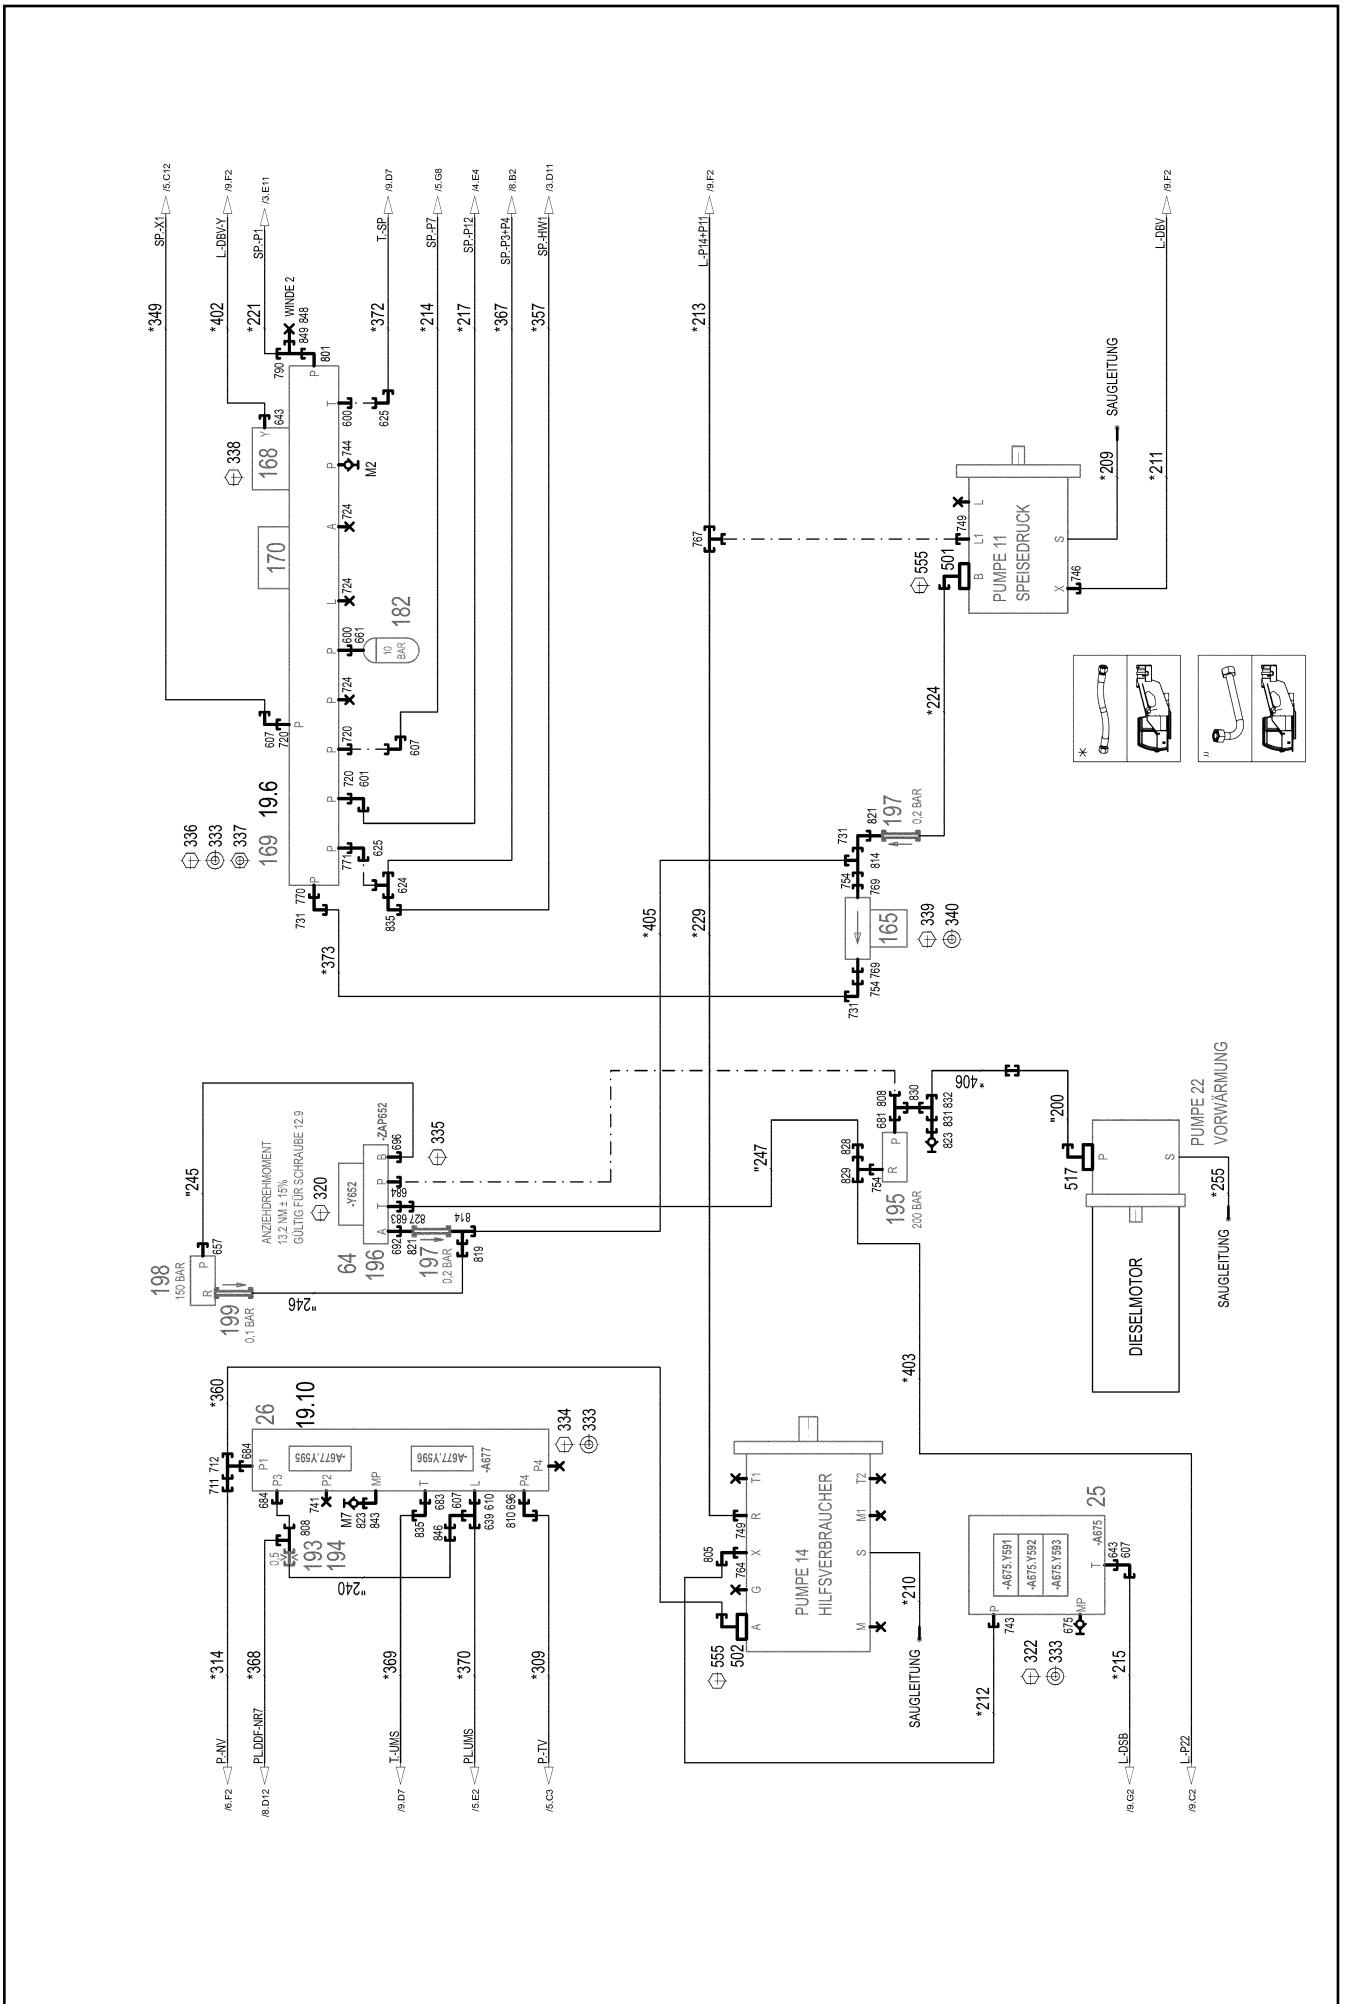 /5.C12
SP.-X1
*349
/9.F2
L.-DBV-Y
*402
/3.E11
SP.-P1
*221
/9.D7
T.-SP
*372
/5.G8
SP.-P7
*214
/4.E4
SP.-P12
*217
/8.B2
SP.-P3+P4
*367
/3.D11
SP.-HW1
*357
/9.F2
L.-P14+P11
*213
/9.F2
L.-DBV
*211
WINDE 2
849 848
790
801
P
643
Y
168
338
170
T
600
625
P
744
M2
A
724
L
724
P
600
661
10
BAR
182
P
724
607
720
P
P
720
607
P
720
601
P
771
625
624
835
336
333
337
169
19.6
P
770
731
*373
767
749
L
L1
B
501
555
PUMPE 11
SPEISEDRUCK
S
X
746
SAUGLEITUNG
*209
*224
*
"
197
0,2 BAR
821
731
814
754
769
165
339
340
754 769
731
*405
*229
"245
ANZIEHDREHMOMENT
13,2 NM ± 15%
GÜLTIG FÜR SCHRAUBE 12.9
320
-Y652
-ZAP652
B
696
335
P
684
T
827 683
A
692
821
64
196
197
0,2 BAR
814
819
198
150 BAR
P
R
657
199
0,1 BAR
"246
"247
828
829
754
R
P
195
200 BAR
681 808
830
823 831 832
*406
"200
517
P
S
PUMPE 22
VORWÄRMUNG
*255
SAUGLEITUNG
DIESELMOTOR
*403
*360
26
19.10
711 712
684
P1
-A677.Y595
-A677.Y596
-A677
P3
684
808
P2
741
MP
M7
823
843
T
683
835
L
607
610
639
846
P4
696
810
P4
334
333
0,5
193
194
"240
*314
P.-NV
/6.F2
*368
PL.DDF-NR7
/8.D12
*369
T.-UMS
/9.D7
*370
PL.UMS
/5.E2
*309
P.-TV
/5.C3
PUMPE 14
HILFSVERBRAUCHER
T1
R
749
X
805
764
G
A
555
502
T2
M1
S
M
*210
SAUGLEITUNG
25
-A675
-A675.Y591
-A675.Y592
-A675.Y593
P
743
MP
675
T
643
607
322
333
*212
*215
L.-DSB
/9.G2
L.-P22
/9.C2